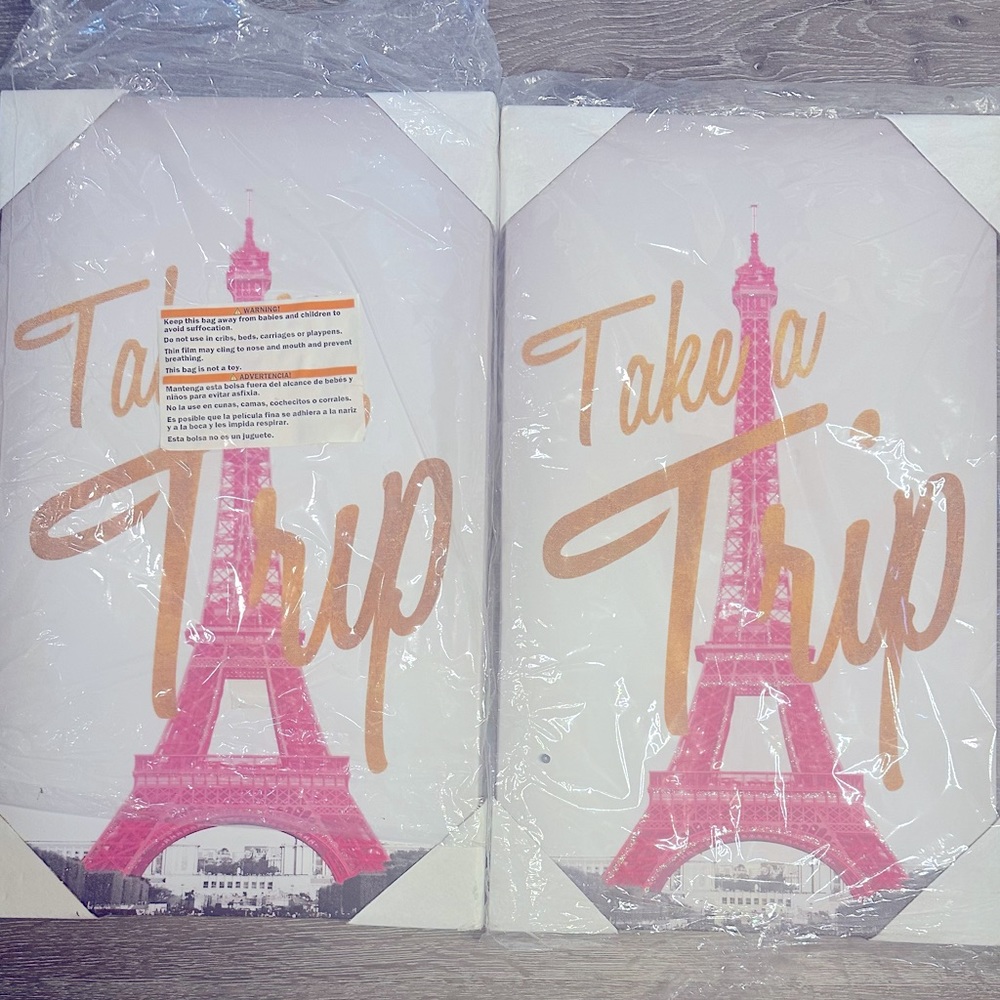 Ta
⚠ WARNING!
Keep this bag away from babies and children to
avoid suffocation.
Do not use in cribs, beds, carriages or playpens.
Thin film may cling to nose and mouth and prevent
breathing.
This bag is not a toy.
⚠ ADVERTENCIA!
Mantenga esta bolsa fuera del alcance de bebés y
niños para evitar asfixia.
No la use en cunas, camas, cochecitos o corrales.
Es posible que la película fina se adhiera a la nariz
y a la boca y les impida respirar.
Esta bolsa no es un juguete.
Trip
Take a
Trip